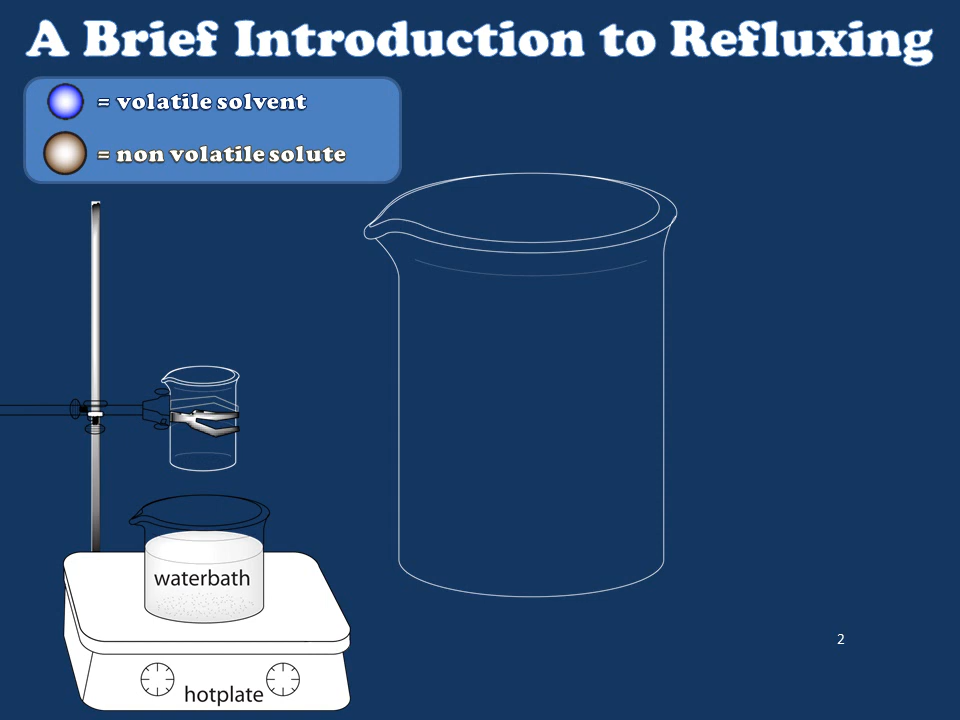 A Brief Introduction to Refluxing
= volatile solvent
= non volatile solute
waterbath
2
hotplate